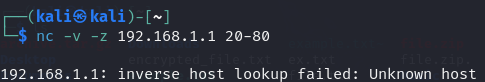 ┌──(kali㉿kali)-[~]
└─$ nc -v -z 192.168.1.1 20-80
192.168.1.1: inverse host lookup failed: Unknown host